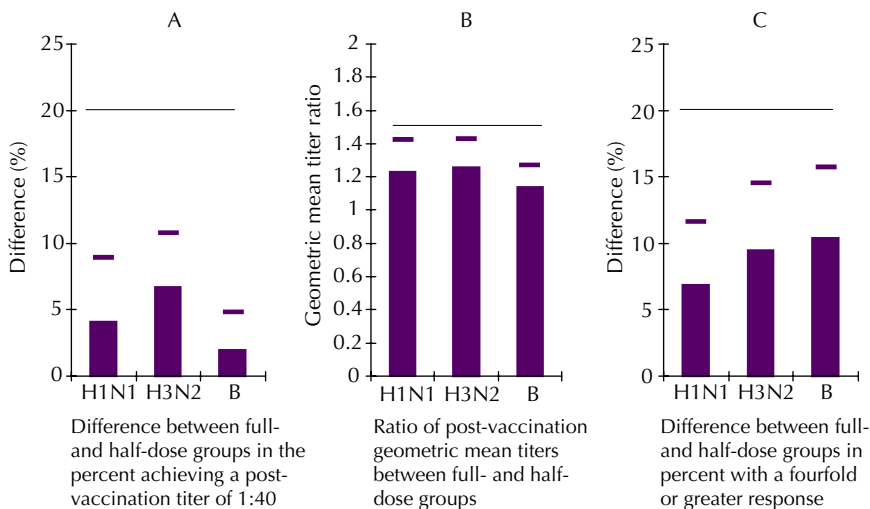 A
25
20
15
10
5
0
Difference (%)
H1N1 H3N2 B
Difference between full-
and half-dose groups in the
percent achieving a post-
vaccination titer of 1:40
B
2
1.8
1.6
1.4
1.2
1
0.8
0.6
0.4
0.2
0
Geometric mean titer ratio
H1N1 H3N2 B
Ratio of post-vaccination
geometric mean titers
between full- and half-
dose groups
C
25
20
15
10
5
0
Difference (%)
H1N1 H3N2 B
Difference between full-
and half-dose groups in
percent with a fourfold
or greater response